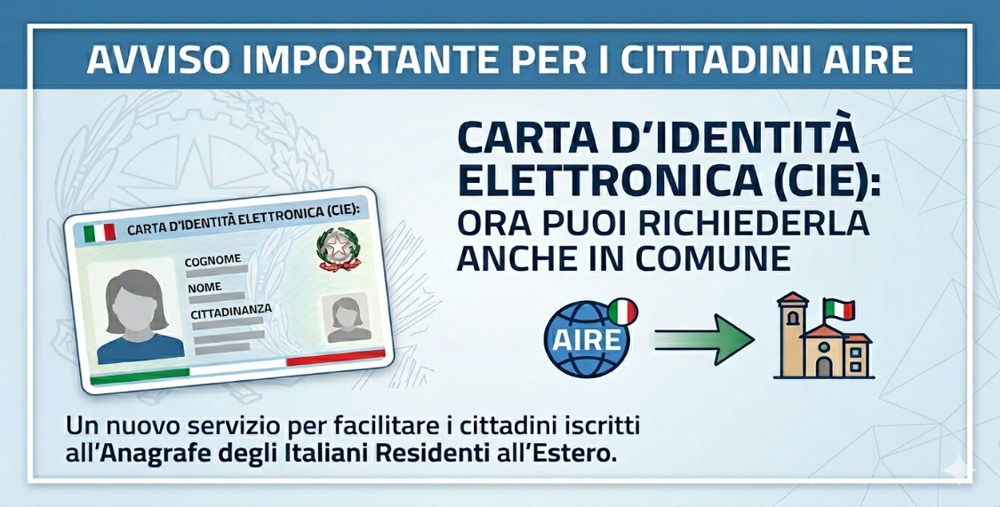 AVVISO IMPORTANTE PER I CITTADINI AIRE
CARTA D'IDENTITÀ
ELETTRONICA (CIE):
ORA PUOI RICHIEDERLA
ANCHE IN COMUNE
CARTA D'IDENTITÀ ELETTRONICA (CIE):
COGNOME
NOME
CITTADINANZA
AIRE
Un nuovo servizio per facilitare i cittadini iscritti
all'Anagrafe degli Italiani Residenti all'Estero.